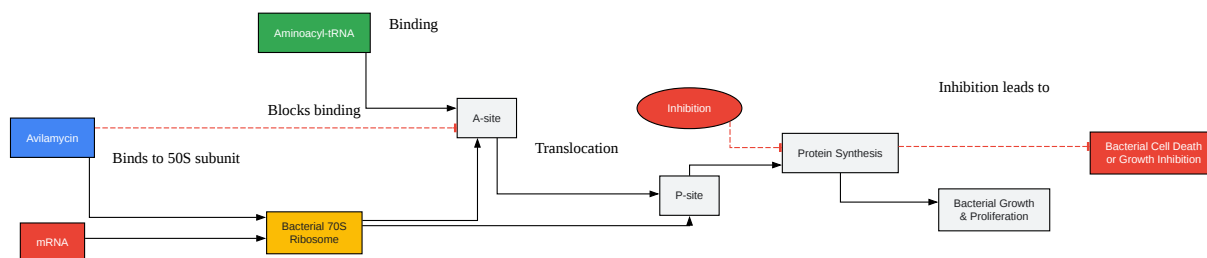 Aminoacyl-tRNA
Binding
Inhibition leads to
Blocks binding
A-site
Inhibition
Avilamycin
Binds to 50S subunit
Translocation
Protein Synthesis
Bacterial Cell Death
or Growth Inhibition
P-site
Bacterial Growth
& Proliferation
mRNA
Bacterial 70S
Ribosome